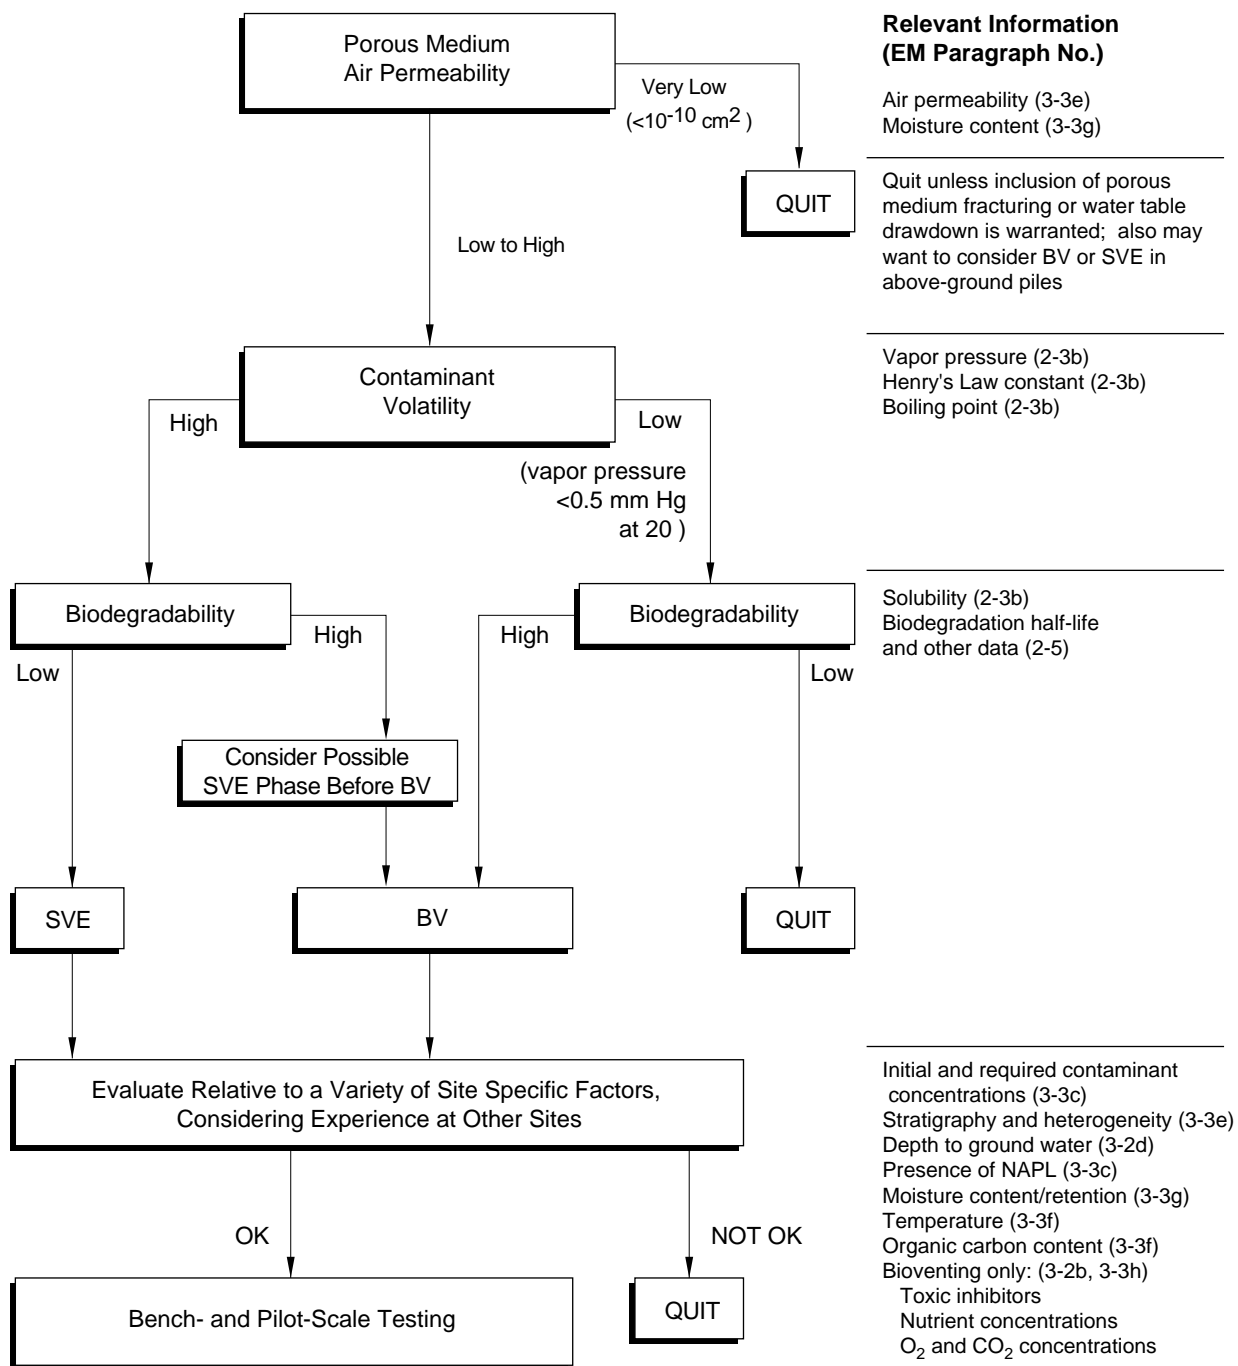 Porous Medium
Air Permeability
Very Low
(<10⁻¹⁰ cm² )
QUIT
Low to High
Contaminant
Volatility
High
Low
(vapor pressure
<0.5 mm Hg
at 20 )
Biodegradability
High
Low
Biodegradability
High
Low
Consider Possible
SVE Phase Before BV
SVE
BV
QUIT
Evaluate Relative to a Variety of Site Specific Factors,
Considering Experience at Other Sites
OK
NOT OK
Bench- and Pilot-Scale Testing
QUIT
Relevant Information
(EM Paragraph No.)
Air permeability (3-3e)
Moisture content (3-3g)
Quit unless inclusion of porous
medium fracturing or water table
drawdown is warranted; also may
want to consider BV or SVE in
above-ground piles
Vapor pressure (2-3b)
Henry's Law constant (2-3b)
Boiling point (2-3b)
Solubility (2-3b)
Biodegradation half-life
and other data (2-5)
Initial and required contaminant
concentrations (3-3c)
Stratigraphy and heterogeneity (3-3e)
Depth to ground water (3-2d)
Presence of NAPL (3-3c)
Moisture content/retention (3-3g)
Temperature (3-3f)
Organic carbon content (3-3f)
Bioventing only: (3-2b, 3-3h)
Toxic inhibitors
Nutrient concentrations
O₂ and CO₂ concentrations